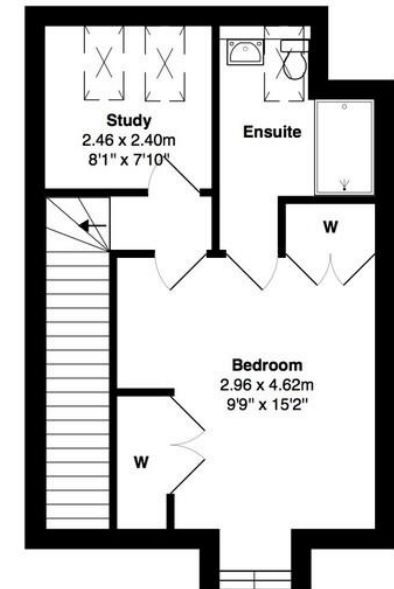 Study
2.46 x 2.40m
8'1" x 7'10"
Ensuite
W
Bedroom
2.96 x 4.62m
9'9" x 15'2"
W